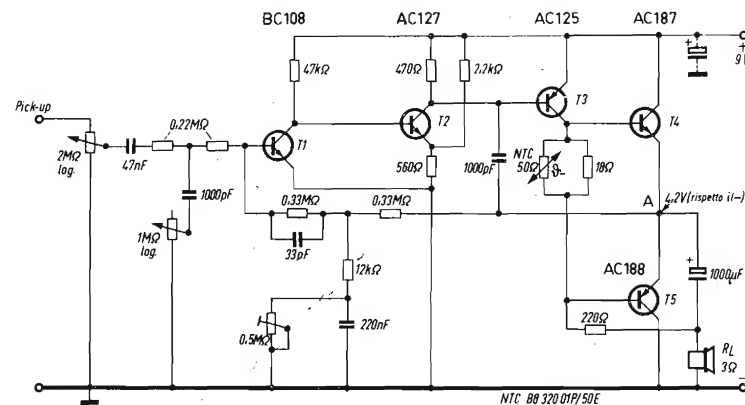 BC108
AC127
AC125
AC187
47kΩ
470Ω
2,2kΩ
+
+
9V
Pick-up
0,22MΩ
T1
T2
T3
T4
2MΩ
log.
47nF
560Ω
1000pF
NTC
50Ω
ϑ-
18Ω
1000pF
0,33MΩ
0,33MΩ
A
4,2V (rispetto il-)
1MΩ
log.
33pF
12kΩ
AC188
+
1000µF
T5
0,5MΩ
220nF
220Ω
RL
3Ω
NTC B8 320 01P/50E
-